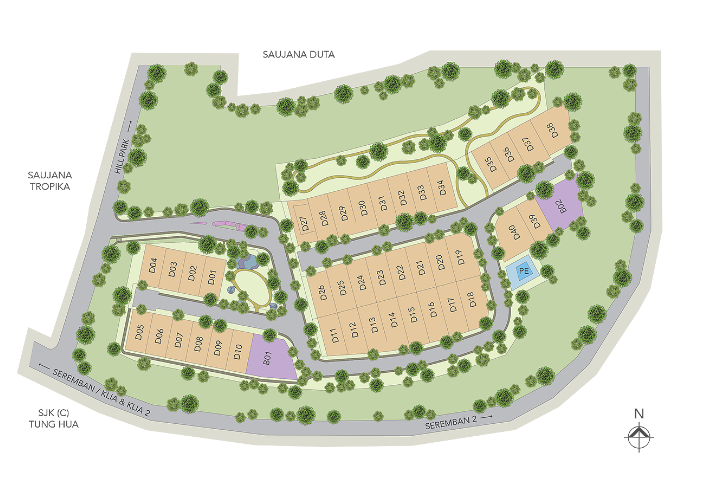 SAUJANA DUTA
HILL PARK →
SAUJANA
TROPIKA
D27
D28
D29
D30
D31
D32
D33
D34
D35
D36
D37
D38
B02
D39
D40
PE
D04
D03
D02
D01
D26
D25
D24
D23
D22
D21
D20
D19
D11
D12
D13
D14
D15
D16
D17
D18
D05
D06
D07
D08
D09
D10
B01
← SEREMBAN / KLIA & KLIA 2
SJK (C)
TUNG HUA
SEREMBAN 2 →
N